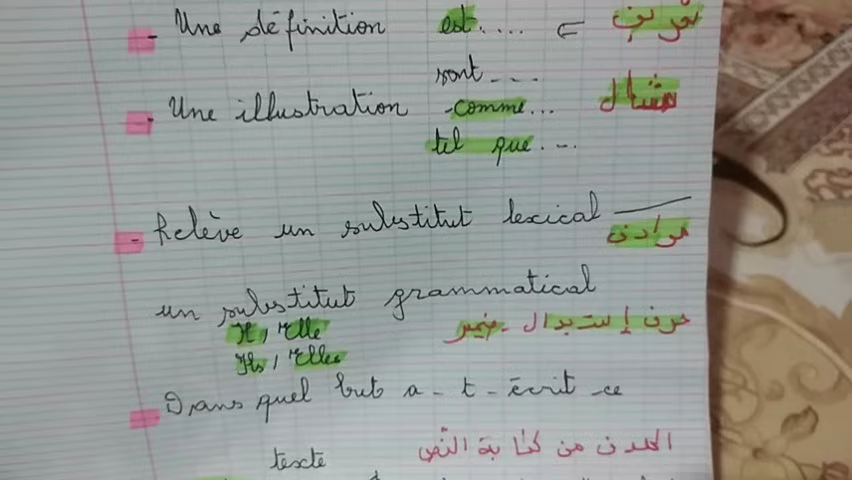 - Une définition est.... ⊂ تعريف
sont - - -
- Une illustration - comme... مثال
tel que . - -
- Relève un substitut lexical — مرادف
un substitut grammatical
Il, Elle حرف إستبدال - ضمير
Ils, Elles
- Dans quel but a - t - écrit ce
texte الهدف من كتابة النص